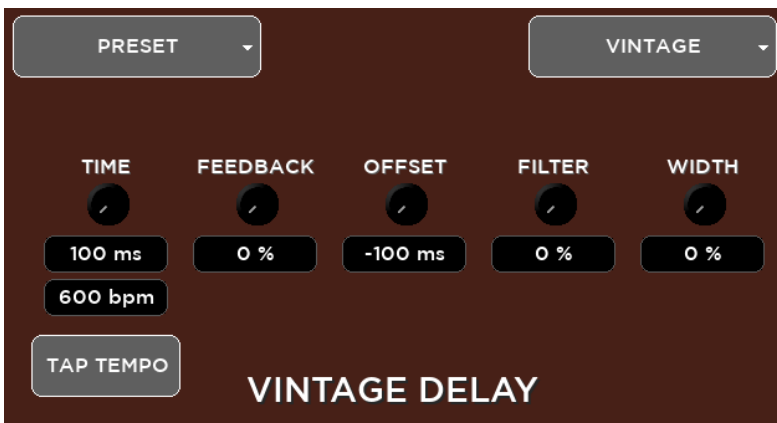 PRESET VINTAGE
TIME FEEDBACK OFFSET FILTER WIDTH
100 ms 0 % -100 ms 0 % 0 %
600 bpm
TAP TEMPO
VINTAGE DELAY